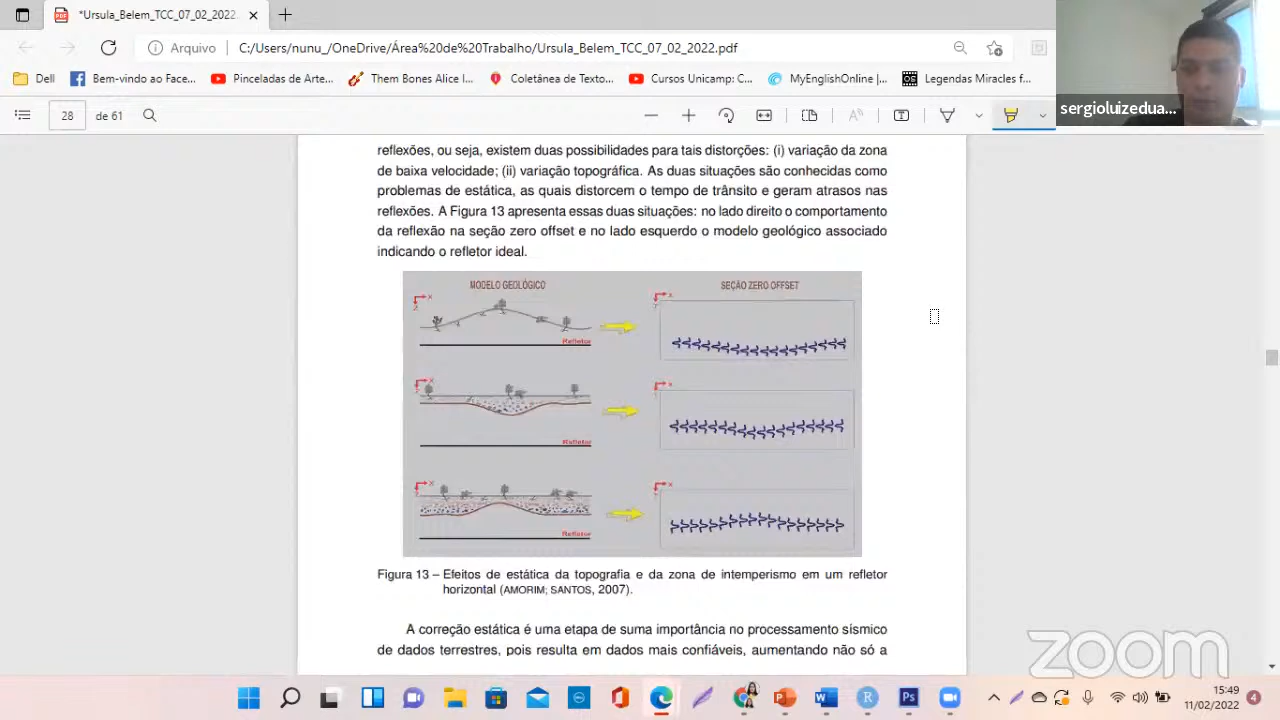 *Ursula_Belem_TCC_07_02_2022.
Arquivo
C:/Users/nunu_/OneDrive/Área%20de%20Trabalho/Ursula_Belem_TCC_07_02_2022.pdf
Dell
Bem-vindo ao Face...
Pinceladas de Arte...
Them Bones Alice I...
Coletânea de Texto...
Cursos Unicamp: C...
MyEnglishOnline |...
Legendas Miracles f...
28 de 61
sergioluizedua...
reflexões, ou seja, existem duas possibilidades para tais distorções: (i) variação da zona
de baixa velocidade; (ii) variação topográfica. As duas situações são conhecidas como
problemas de estática, as quais distorcem o tempo de trânsito e geram atrasos nas
reflexões. A Figura 13 apresenta essas duas situações: no lado direito o comportamento
da reflexão na seção zero offset e no lado esquerdo o modelo geológico associado
indicando o refletor ideal.
MODELO GEOLÓGICO
SEÇÃO ZERO OFFSET
Refletor
Refletor
Refletor
Figura 13 – Efeitos de estática da topografia e da zona de intemperismo em um refletor
horizontal (AMORIM; SANTOS, 2007).
A correção estática é uma etapa de suma importância no processamento sísmico
de dados terrestres, pois resulta em dados mais confiáveis, aumentando não só a
zoom
15:49
11/02/2022
4